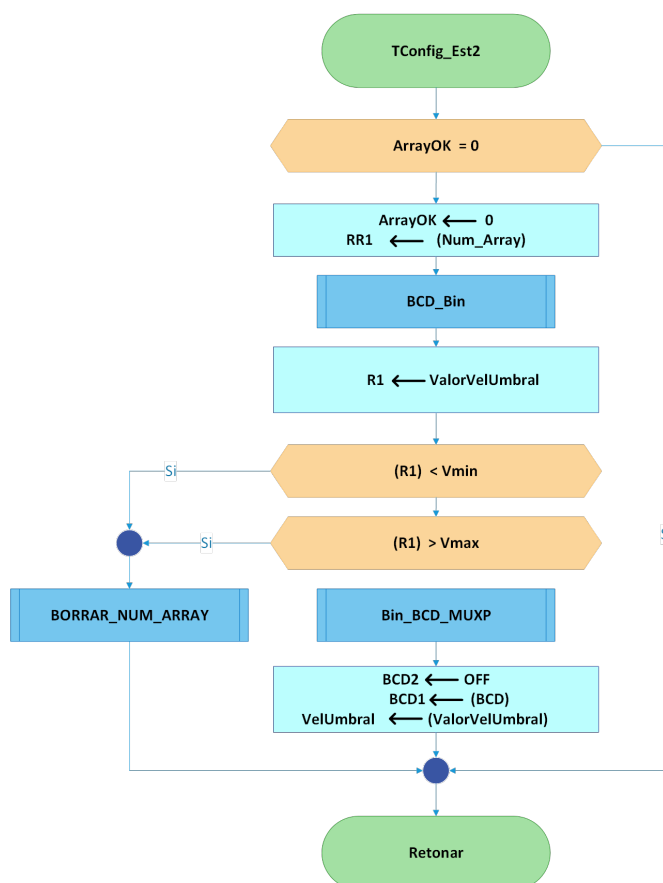 TConfig_Est2
ArrayOK = 0
ArrayOK ← 0
RR1 ← (Num_Array)
BCD_Bin
R1 ← ValorVelUmbral
Si
(R1) < Vmin
Si
(R1) > Vmax
BORRAR_NUM_ARRAY
Bin_BCD_MUXP
BCD2 ← OFF
BCD1 ← (BCD)
VelUmbral ← (ValorVelUmbral)
Retonar